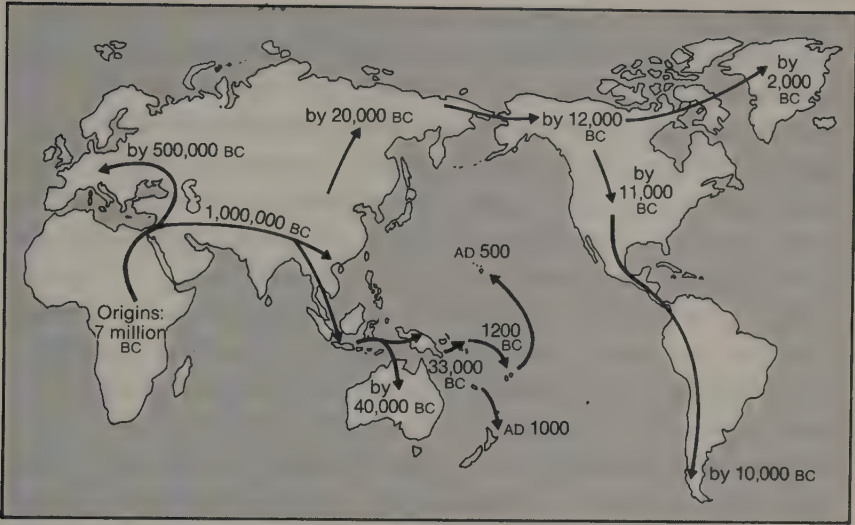 by
2,000
BC
by 20,000 BC
by 12,000
BC
by 500,000 BC
by
11,000
BC
1,000,000 BC
AD 500
Origins:
7 million
BC
1200
BC
33,000
BC
by
40,000 BC
AD 1000
by 10,000 BC